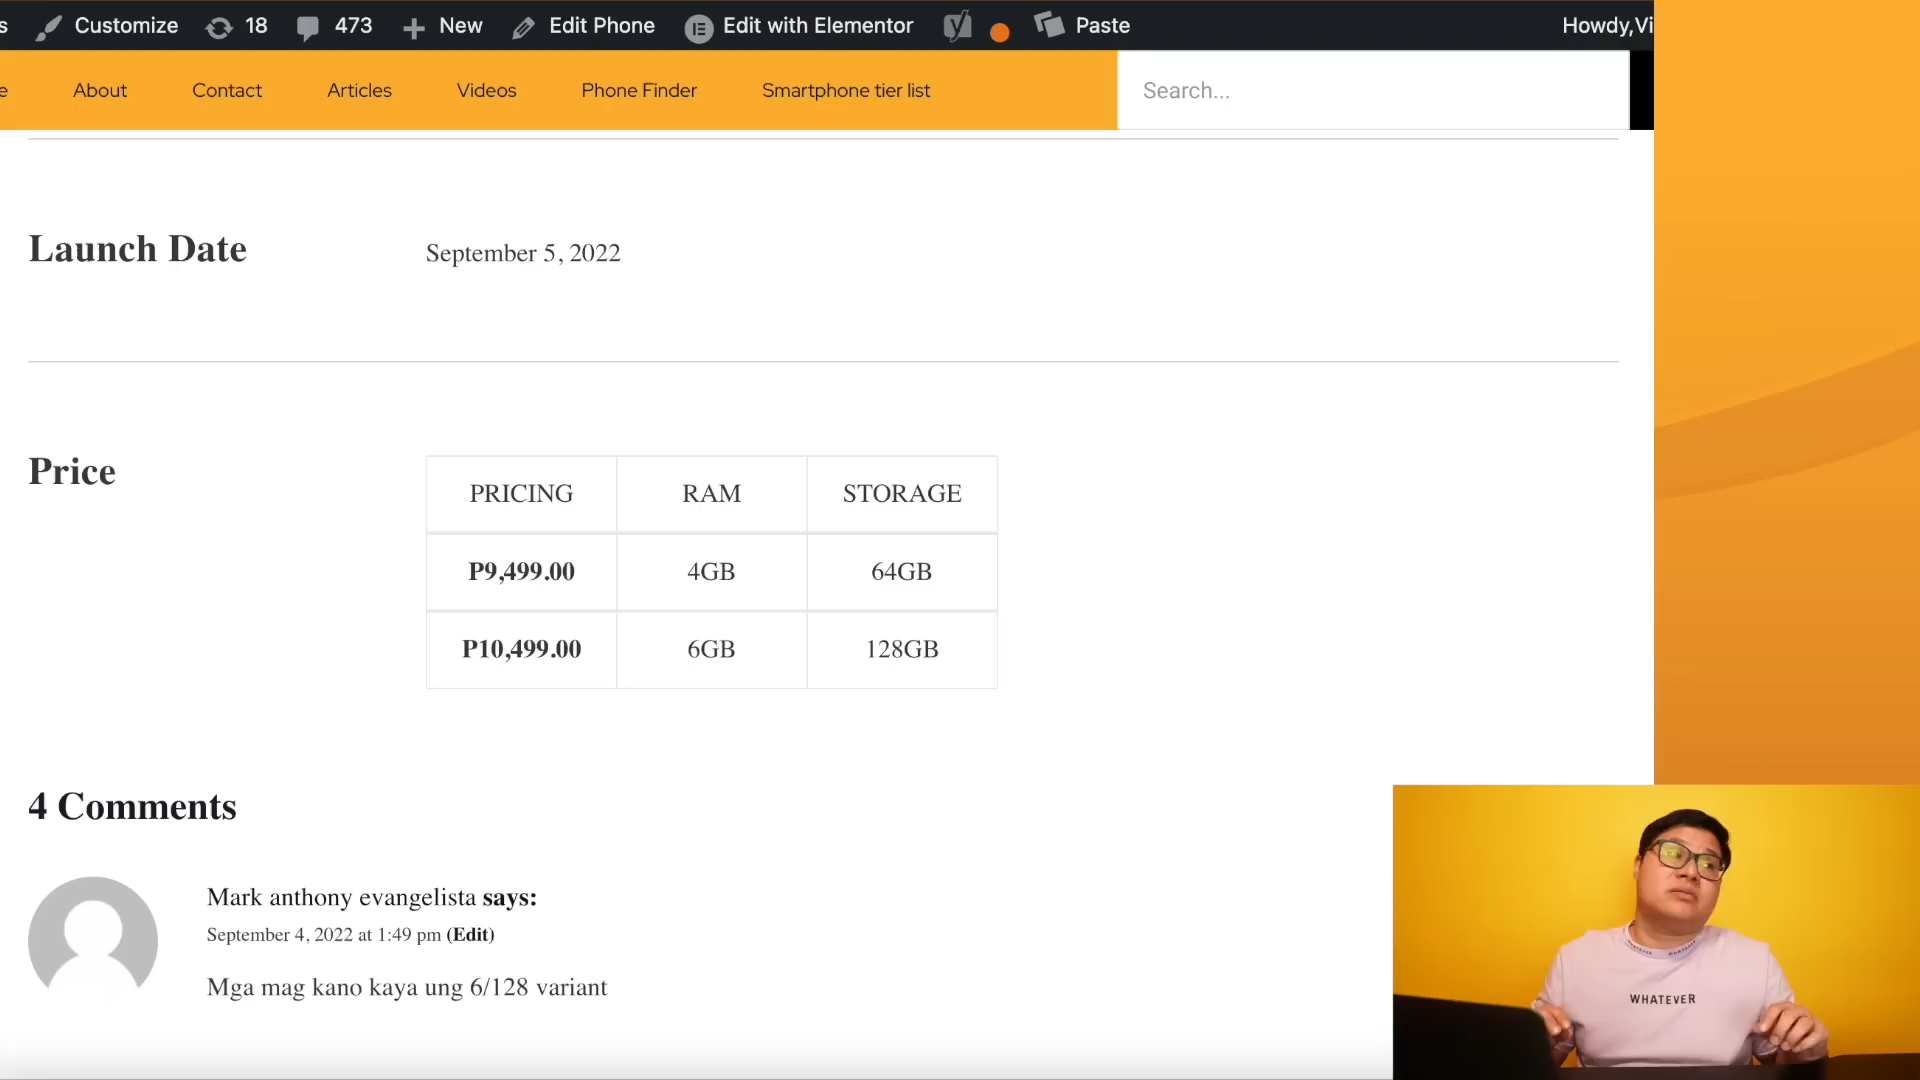 s Customize 18 473 New Edit Phone Edit with Elementor Paste Howdy,Vi
e About Contact Articles Videos Phone Finder Smartphone tier list Search...
Launch Date September 5, 2022
Price
PRICING RAM STORAGE
P9,499.00 4GB 64GB
P10,499.00 6GB 128GB
4 Comments
Mark anthony evangelista says:
September 4, 2022 at 1:49 pm (Edit)
Mga mag kano kaya ung 6/128 variant
WHATEVER